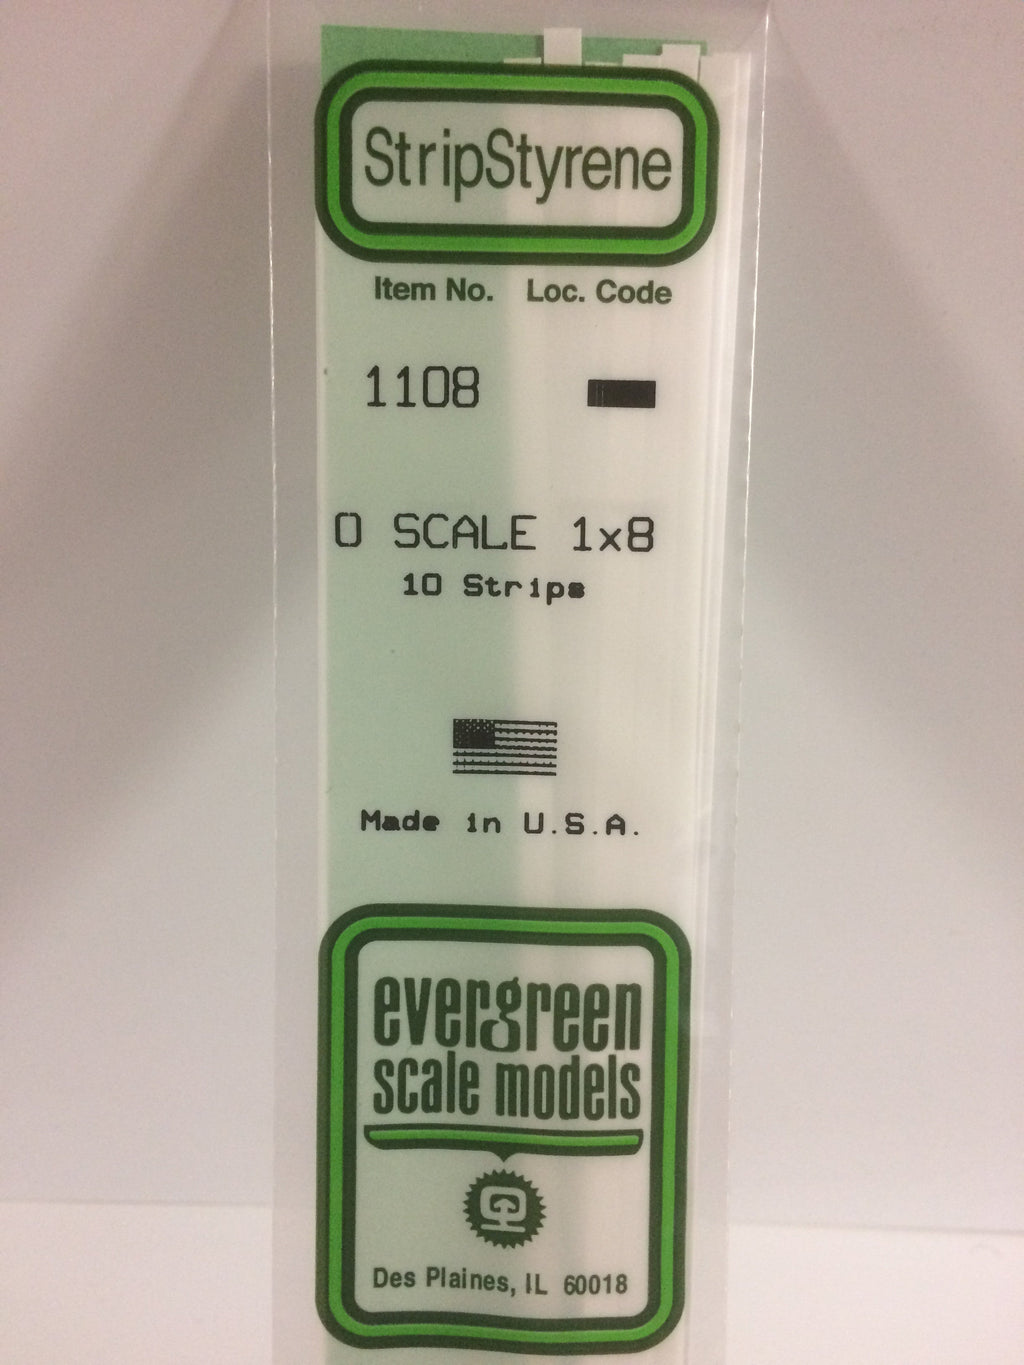 StripStyrene
Item No. Loc. Code
1108
O SCALE 1x8
10 Strips
Made in U.S.A.
evergreen
scale models
Des Plaines, IL 60018